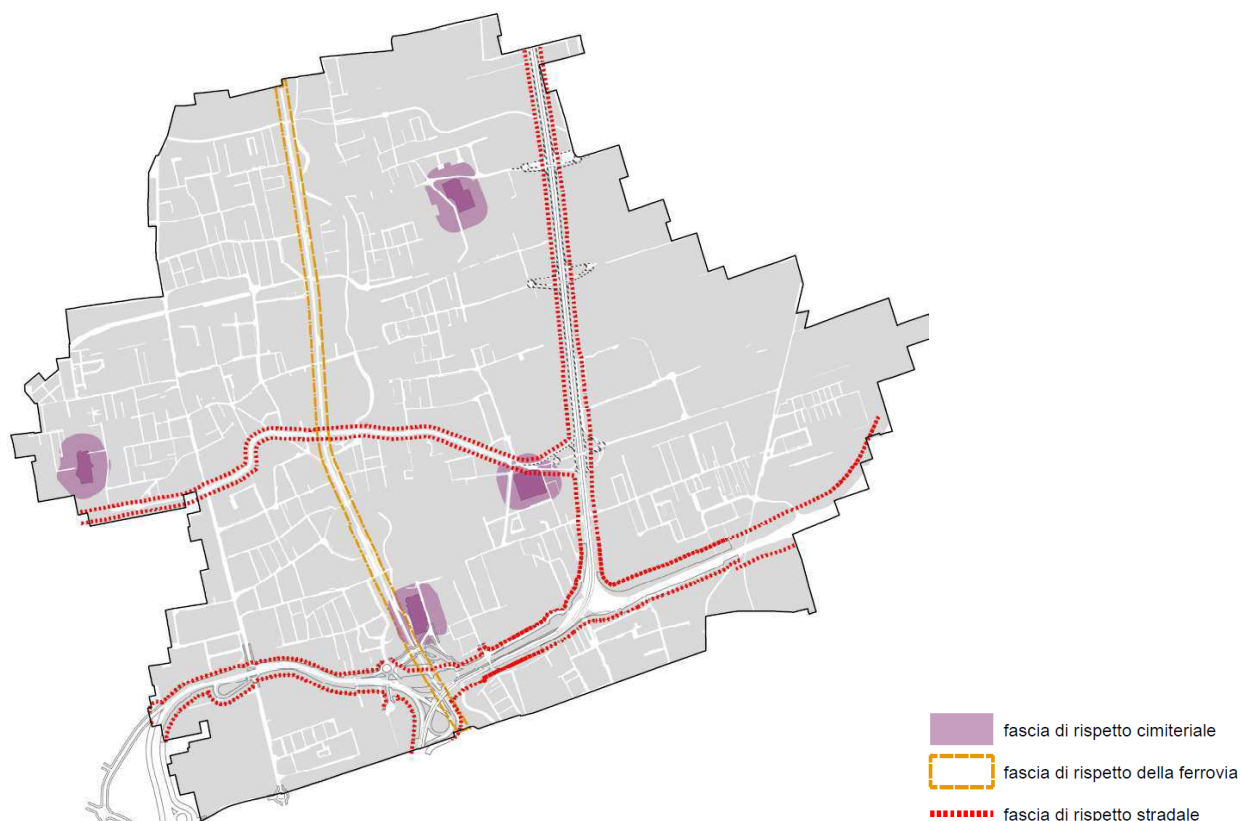 fascia di rispetto cimiteriale
fascia di rispetto della ferrovia
fascia di rispetto stradale